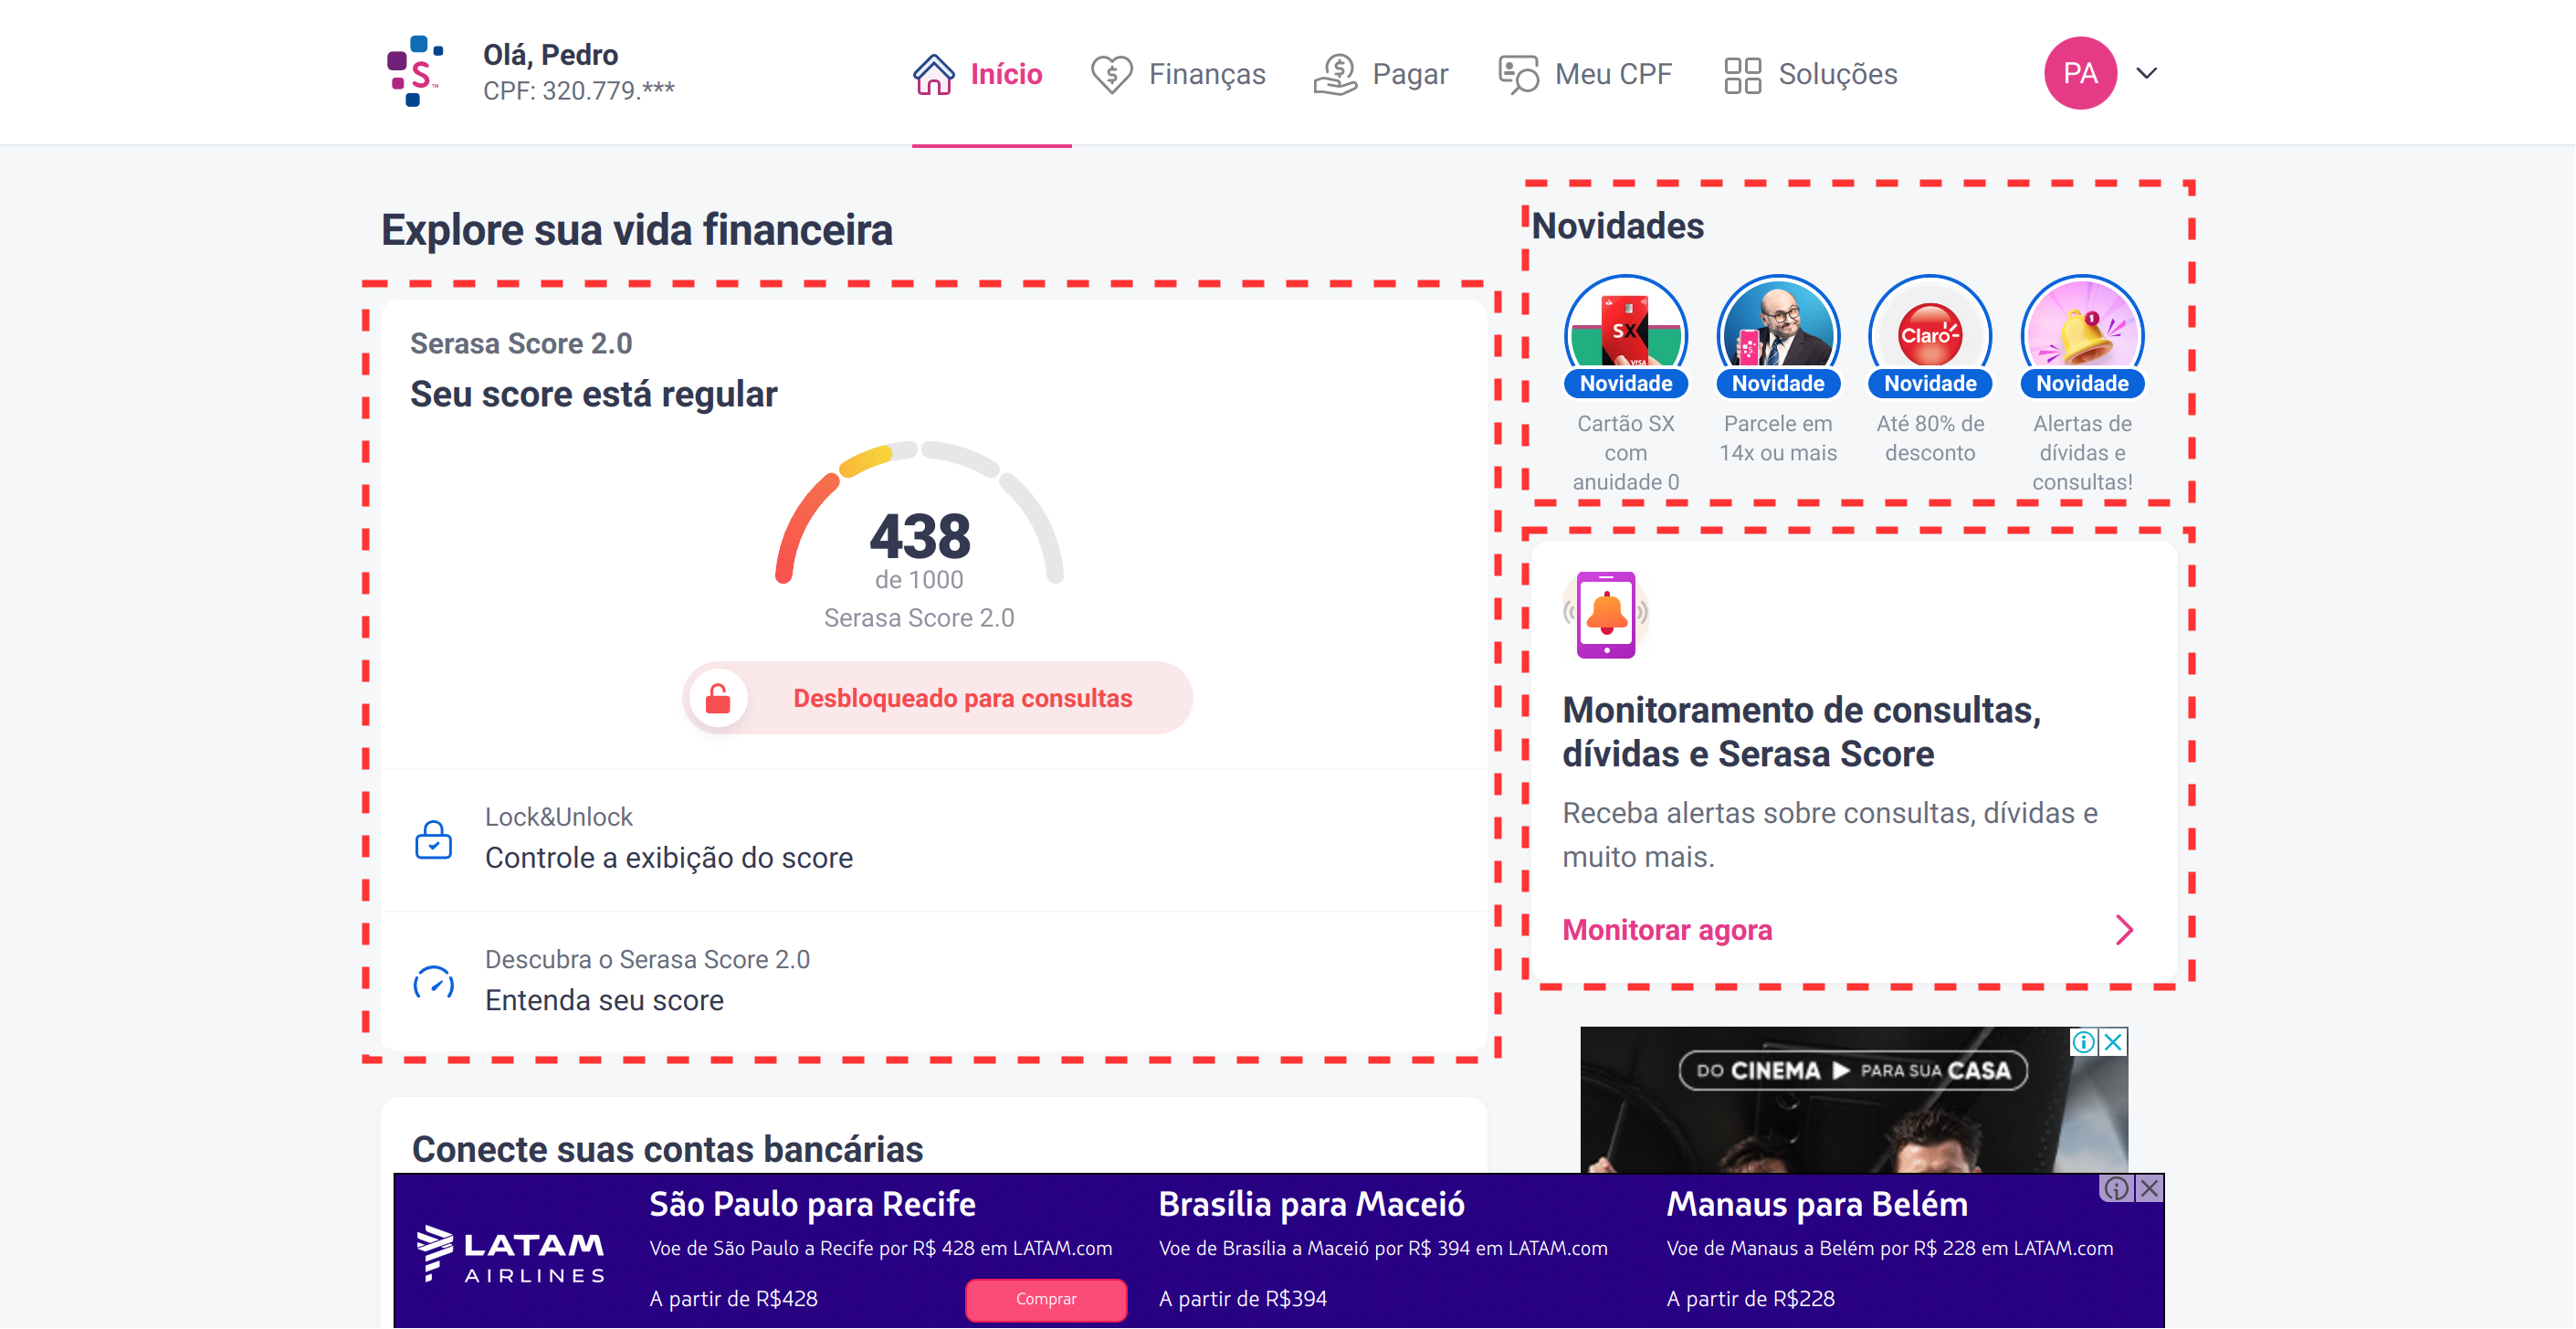 Olá, Pedro
CPF: 320.779.***
Início
Finanças
Pagar
Meu CPF
Soluções
PA
S
Explore sua vida financeira
Serasa Score 2.0
Seu score está regular
438
de 1000
Serasa Score 2.0
Desbloqueado para consultas
Lock&Unlock
Controle a exibição do score
Descubra o Serasa Score 2.0
Entenda seu score
Conecte suas contas bancárias
Novidades
SX
VISA
Novidade
Cartão SX
com
anuidade 0
Novidade
Parcele em
14x ou mais
Claro
Novidade
Até 80% de
desconto
1
Novidade
Alertas de
dívidas e
consultas!
Monitoramento de consultas,
dívidas e Serasa Score
Receba alertas sobre consultas, dívidas e
muito mais.
Monitorar agora
DO CINEMA PARA SUA CASA
LATAM
AIRLINES
São Paulo para Recife
Voe de São Paulo a Recife por R$ 428 em LATAM.com
A partir de R$428
Comprar
Brasília para Maceió
Voe de Brasília a Maceió por R$ 394 em LATAM.com
A partir de R$394
Manaus para Belém
Voe de Manaus a Belém por R$ 228 em LATAM.com
A partir de R$228